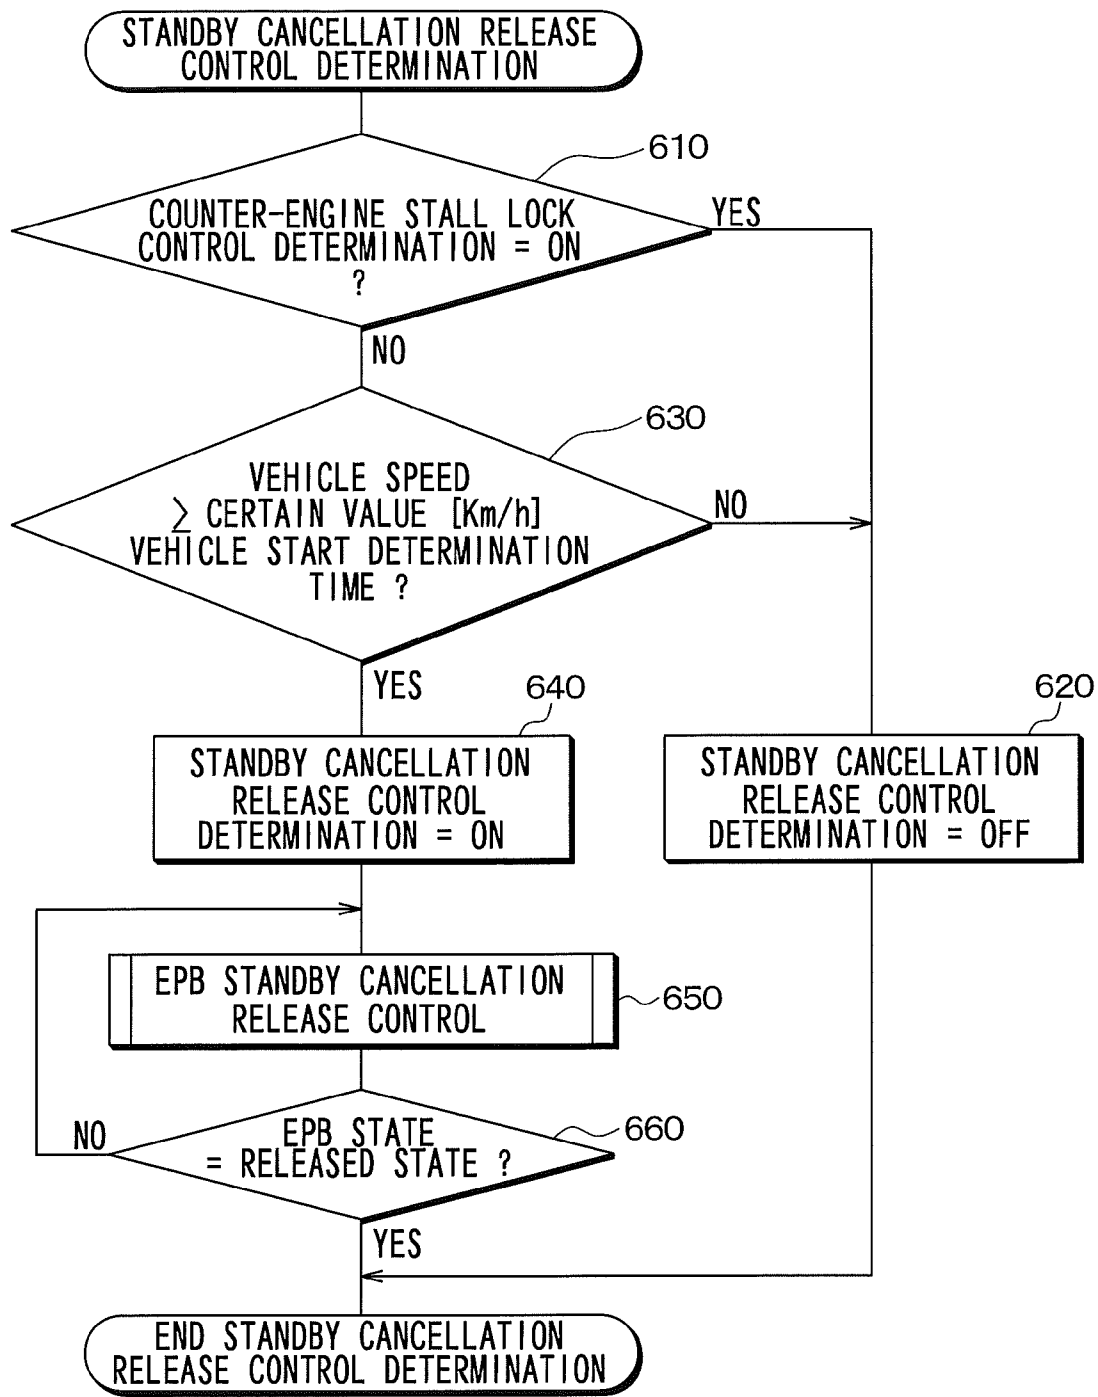 STANDBY CANCELLATION RELEASE
CONTROL DETERMINATION
610
COUNTER-ENGINE STALL LOCK
CONTROL DETERMINATION = ON
?
YES
NO
630
VEHICLE SPEED
≥ CERTAIN VALUE [Km/h]
VEHICLE START DETERMINATION
TIME ?
NO
YES
640
STANDBY CANCELLATION
RELEASE CONTROL
DETERMINATION = ON
620
STANDBY CANCELLATION
RELEASE CONTROL
DETERMINATION = OFF
EPB STANDBY CANCELLATION
RELEASE CONTROL
650
EPB STATE
= RELEASED STATE ?
660
NO
YES
END STANDBY CANCELLATION
RELEASE CONTROL DETERMINATION